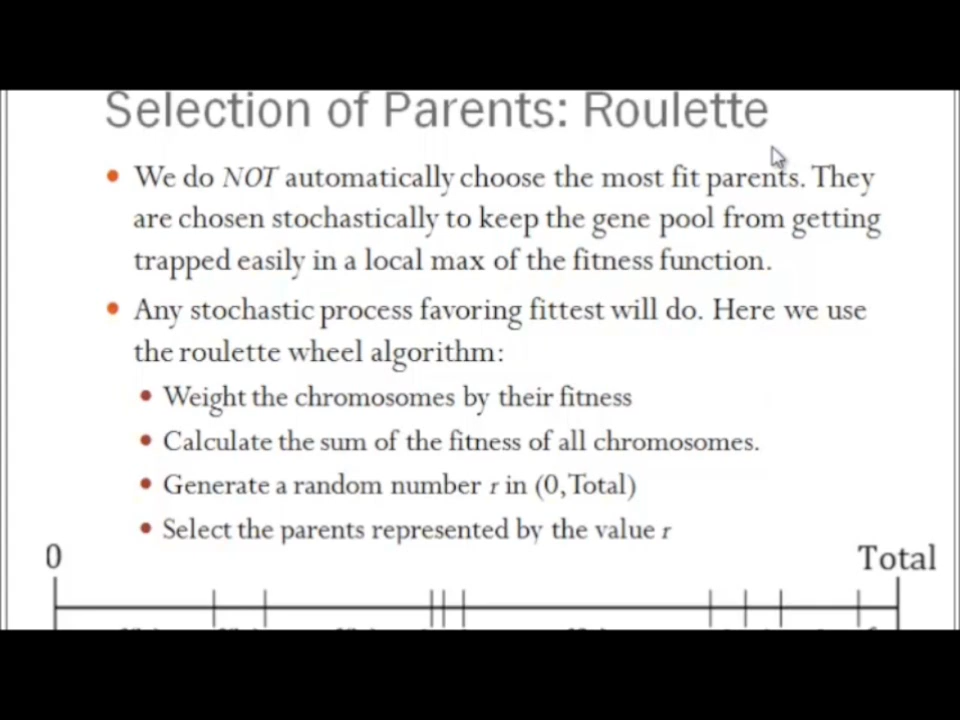 Selection of Parents: Roulette
• We do NOT automatically choose the most fit parents. They
are chosen stochastically to keep the gene pool from getting
trapped easily in a local max of the fitness function.
• Any stochastic process favoring fittest will do. Here we use
the roulette wheel algorithm:
• Weight the chromosomes by their fitness
• Calculate the sum of the fitness of all chromosomes.
• Generate a random number r in (0,Total)
• Select the parents represented by the value r
0 Total